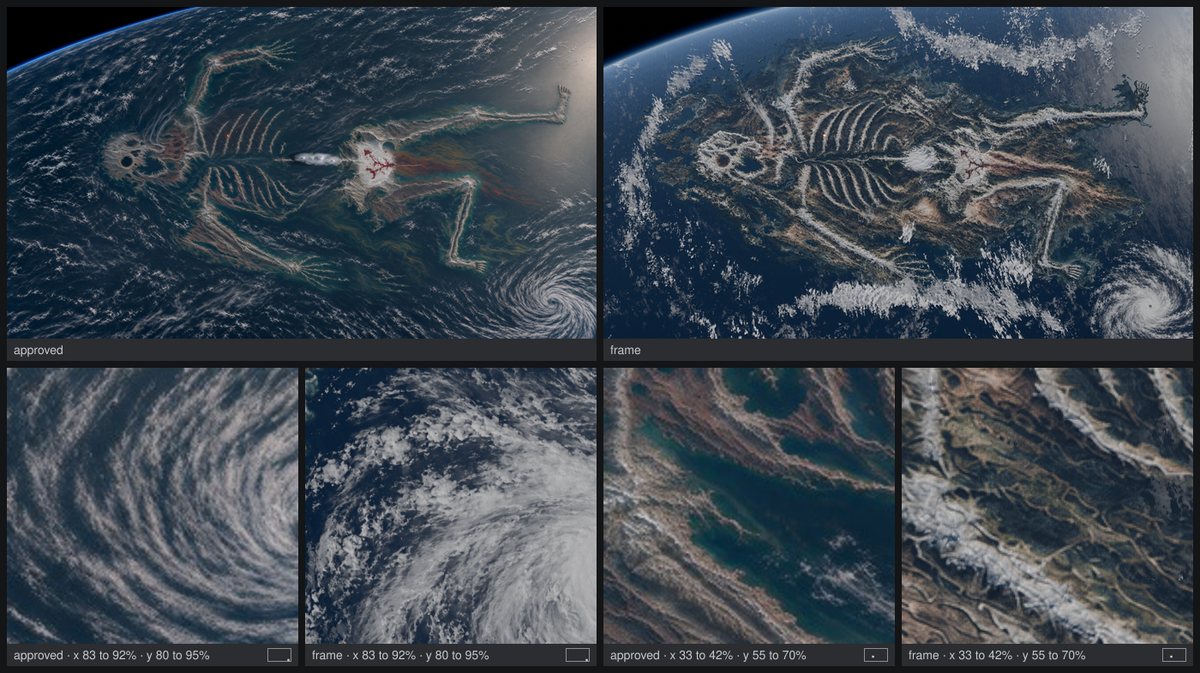 approved
frame
approved · x 83 to 92% · y 80 to 95%
frame · x 83 to 92% · y 80 to 95%
approved · x 33 to 42% · y 55 to 70%
frame · x 33 to 42% · y 55 to 70%